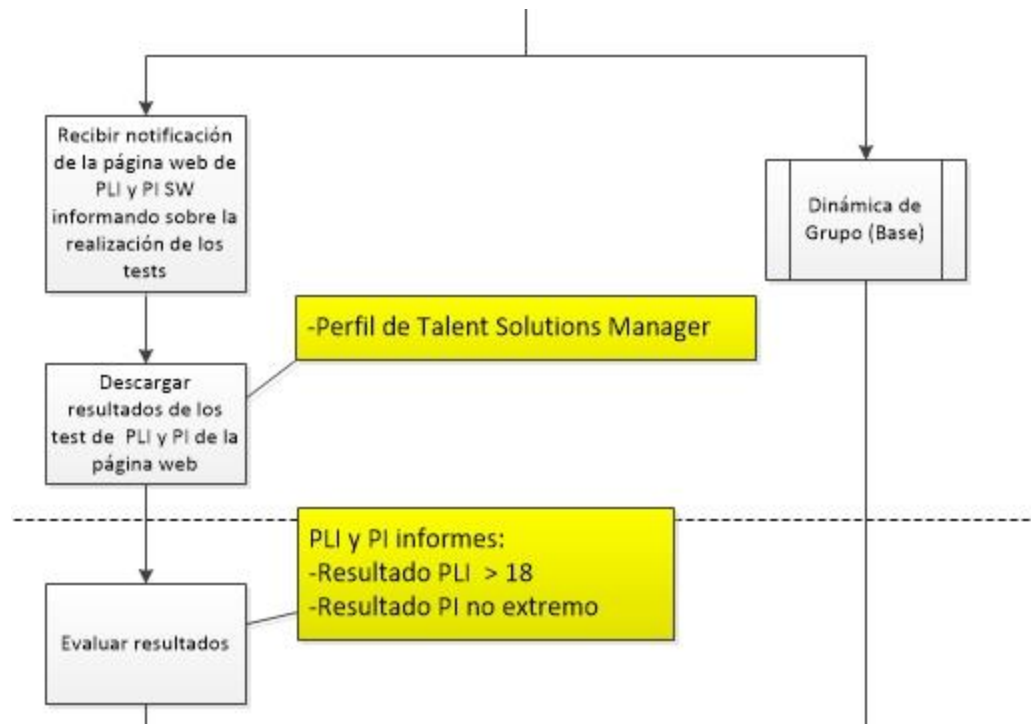 Recibir notificación
de la página web de
PLI y PI SW
informando sobre la
realización de los
tests
Dinámica de
Grupo (Base)
-Perfil de Talent Solutions Manager
Descargar
resultados de los
test de PLI y PI de la
página web
PLI y PI informes:
-Resultado PLI > 18
-Resultado PI no extremo
Evaluar resultados